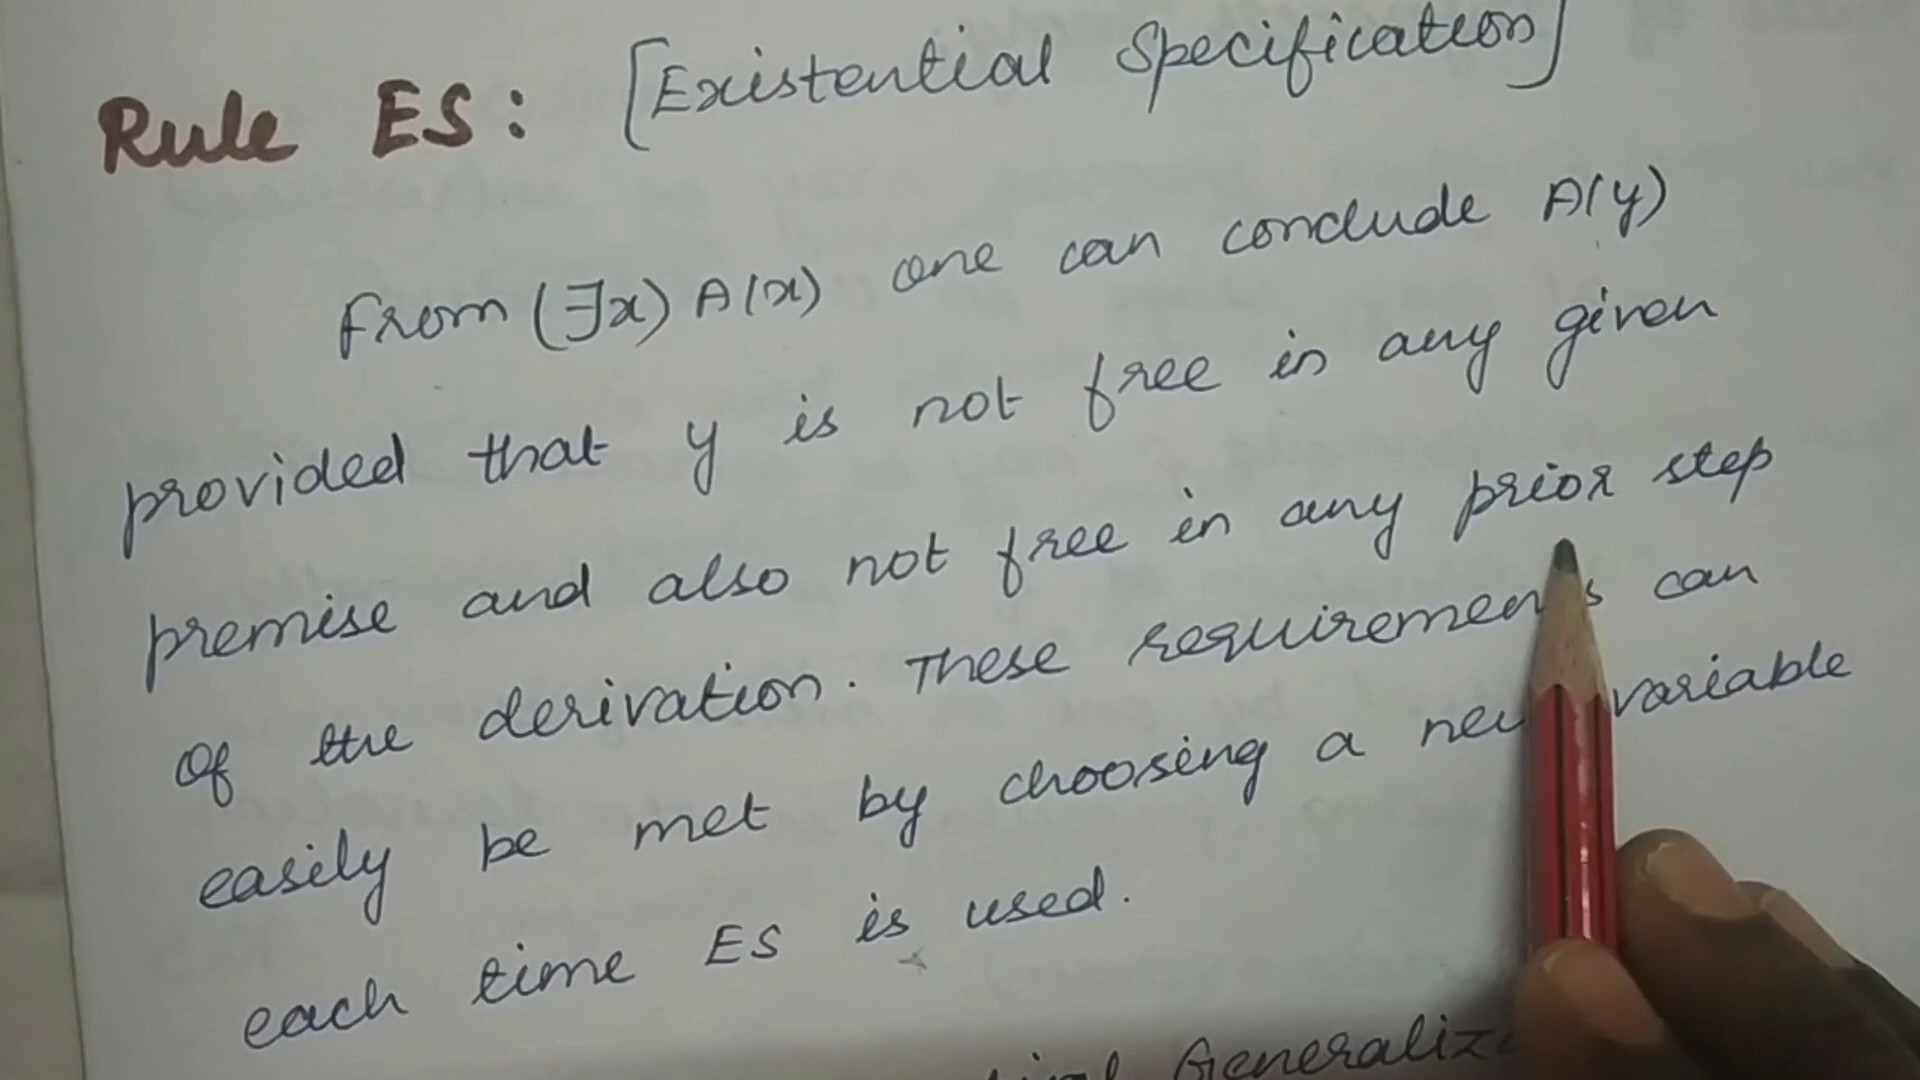 Rule ES: [Existential Specification]
From (∃x) A(x) one can conclude A(y)
provided that y is not free in any given
premise and also not free in any prior step
of the derivation. These requirements can
easily be met by choosing a new variable
each time ES is used.